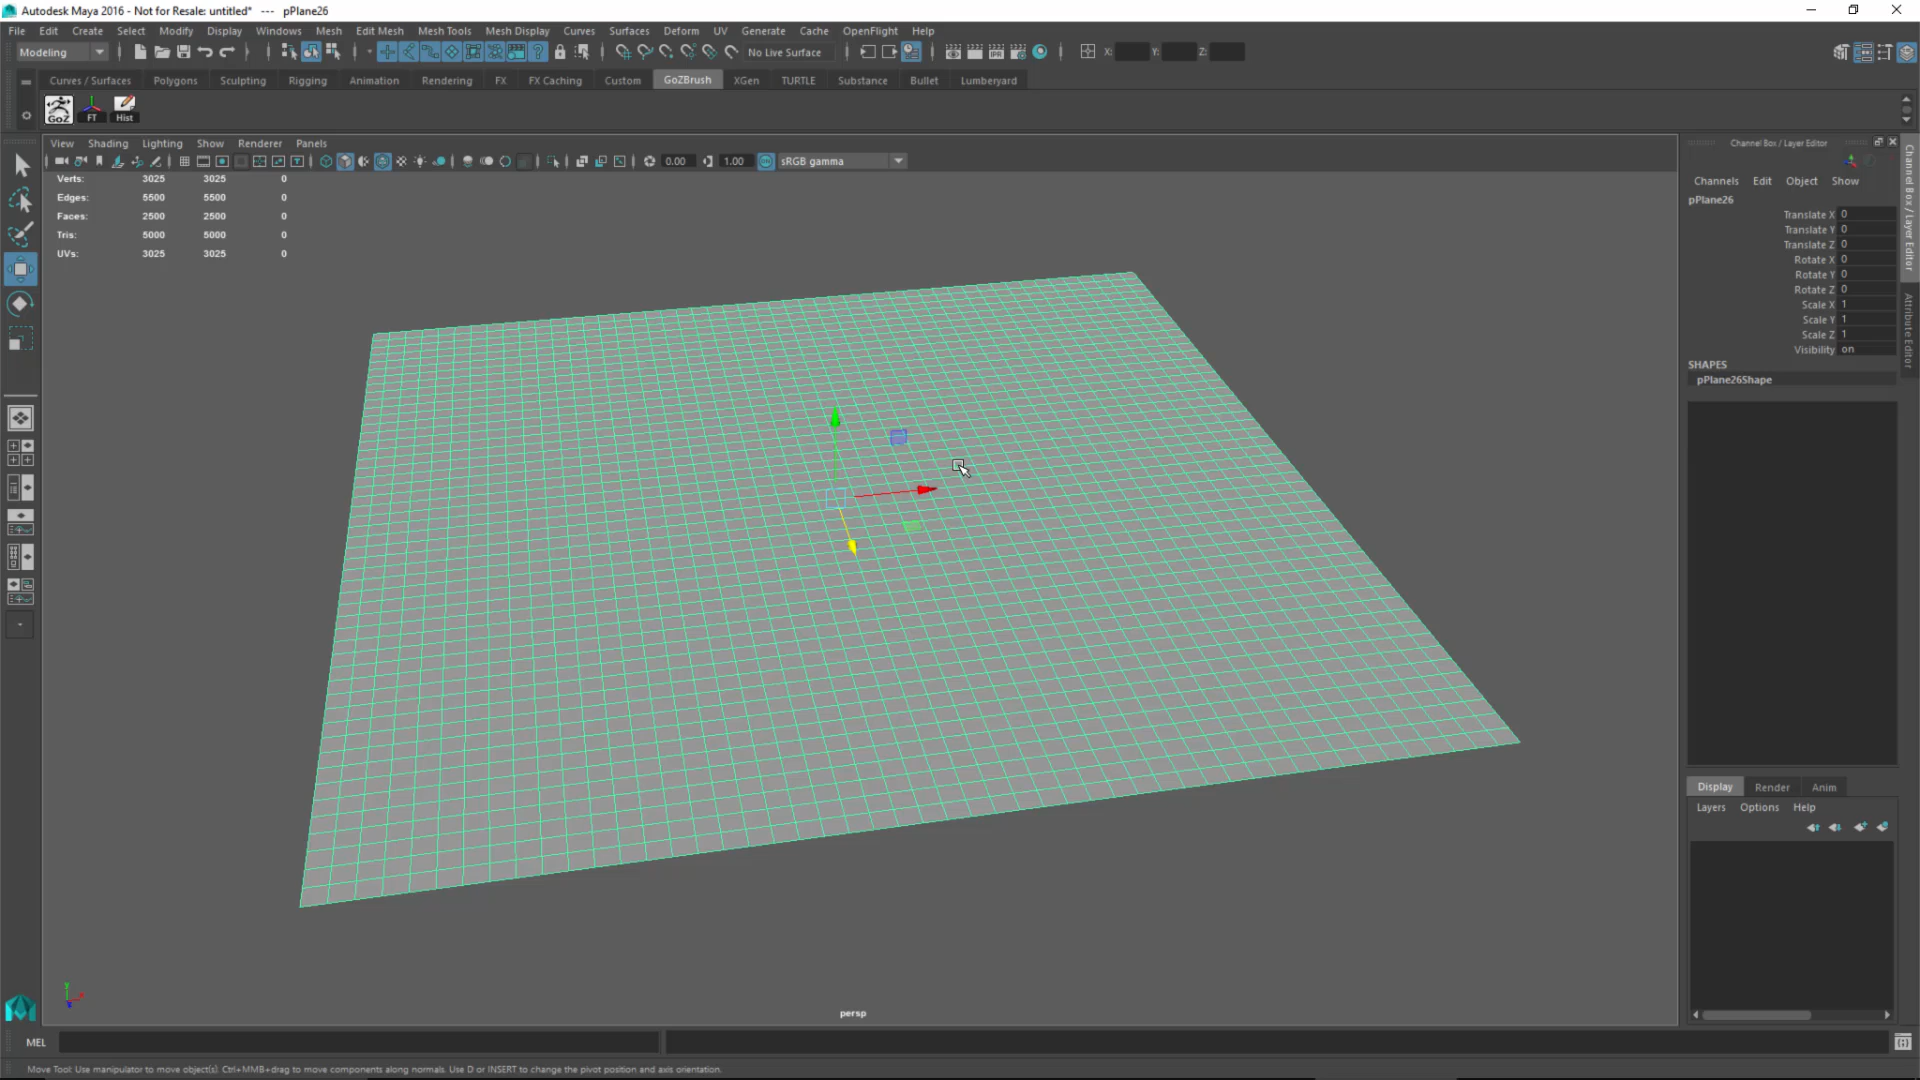 Autodesk Maya 2016 - Not for Resale: untitled* --- pPlane26
File Edit Create Select Modify Display Windows Mesh Edit Mesh Mesh Tools Mesh Display Curves Surfaces Deform UV Generate Cache OpenFlight Help
Modeling No Live Surface X: Y: Z:
Curves / Surfaces Polygons Sculpting Rigging Animation Rendering FX FX Caching Custom GoZBrush XGen TURTLE Substance Bullet Lumberyard
GoZ FT Hist
View Shading Lighting Show Renderer Panels
0.00 1.00 sRGB gamma
Verts: 3025 3025 0
Edges: 5500 5500 0
Faces: 2500 2500 0
Tris: 5000 5000 0
UVs: 3025 3025 0
persp
Channel Box / Layer Editor
Channels Edit Object Show
pPlane26
Translate X 0
Translate Y 0
Translate Z 0
Rotate X 0
Rotate Y 0
Rotate Z 0
Scale X 1
Scale Y 1
Scale Z 1
Visibility on
SHAPES
pPlane26Shape
Channel Box / Layer Editor
Attribute Editor
Display Render Anim
Layers Options Help
MEL
Move Tool: Use manipulator to move object(s). Ctrl+MMB+drag to move components along normals. Use D or INSERT to change the pivot position and axis orientation.